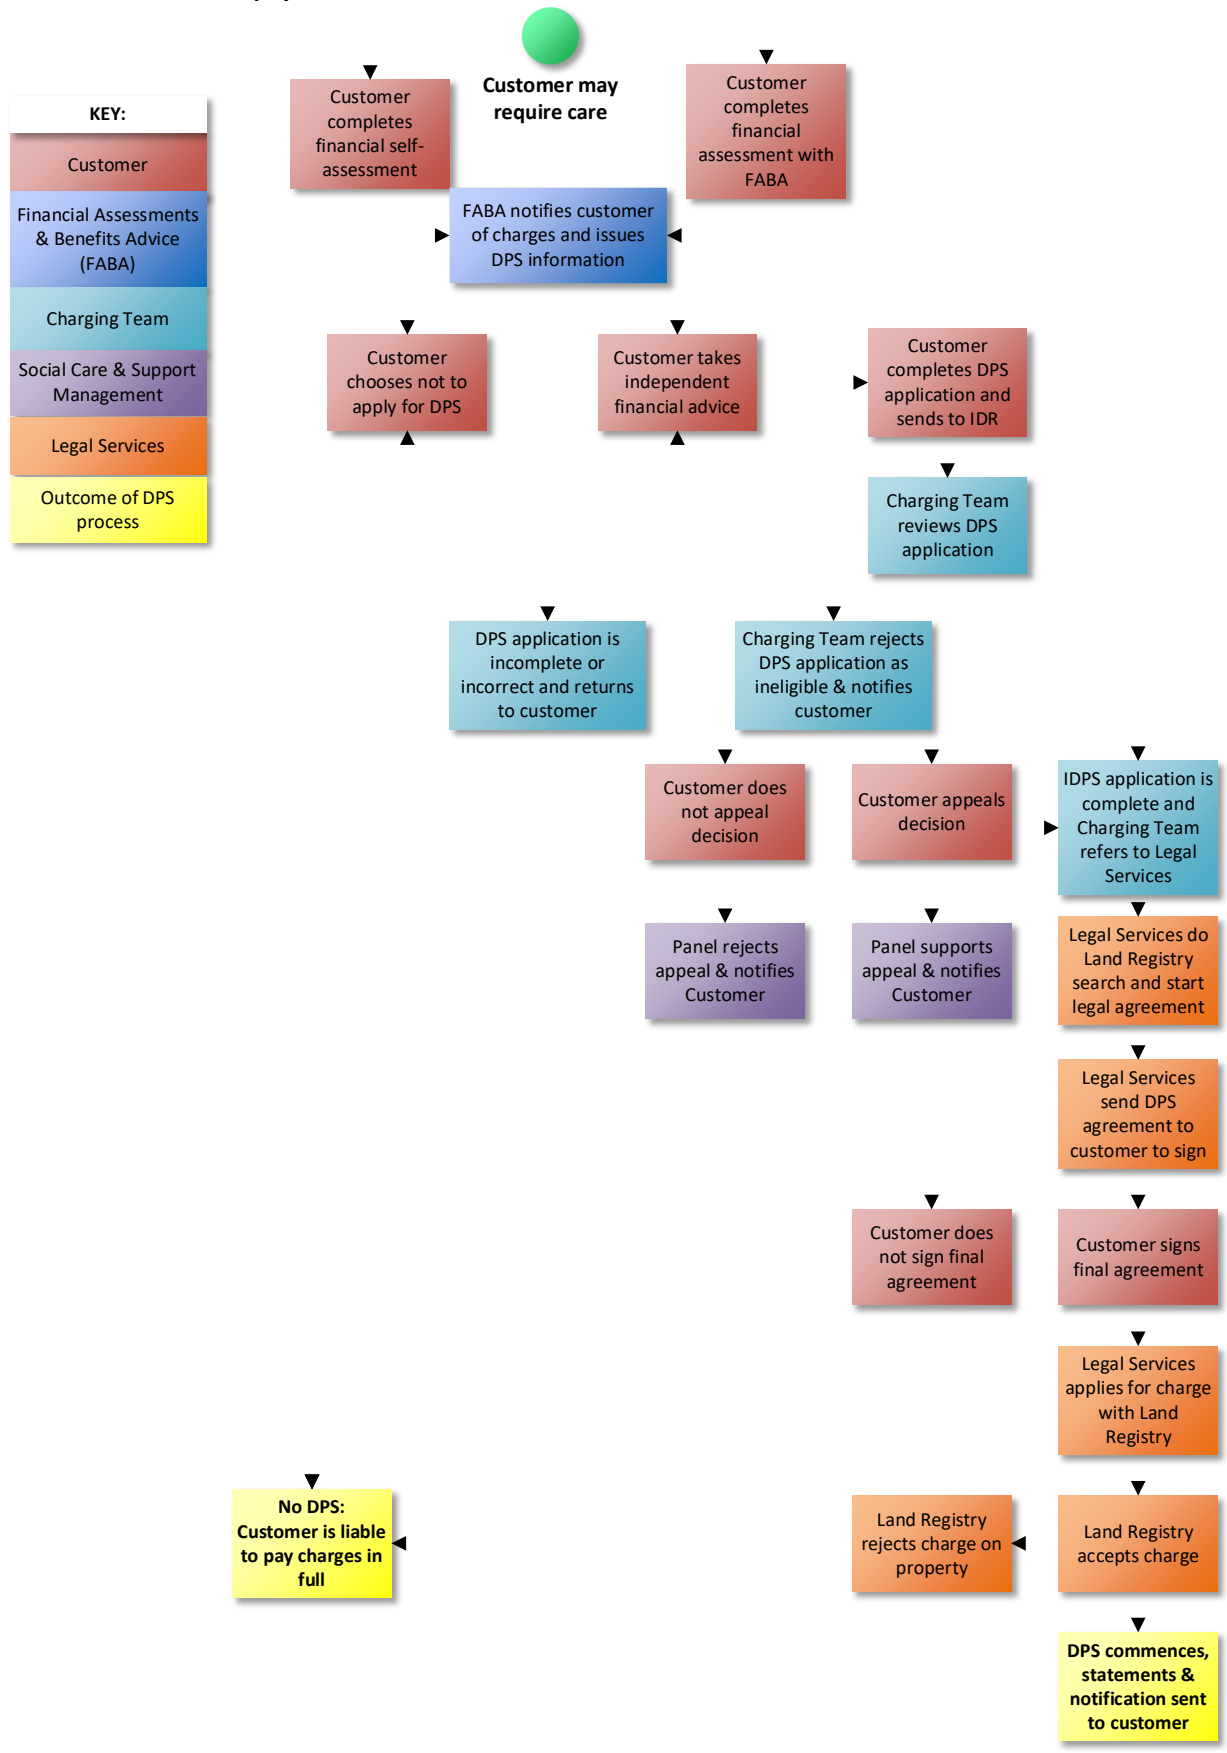 Customer may
require care
Customer
completes
financial self-
assessment
Customer
completes
financial
assessment with
FABA
KEY:
Customer
Financial Assessments
& Benefits Advice
(FABA)
Charging Team
Social Care & Support
Management
Legal Services
Outcome of DPS
process
FABA notifies customer
of charges and issues
DPS information
Customer
chooses not to
apply for DPS
Customer takes
independent
financial advice
Customer
completes DPS
application and
sends to IDR
Charging Team
reviews DPS
application
DPS application is
incomplete or
incorrect and returns
to customer
Charging Team rejects
DPS application as
ineligible & notifies
customer
Customer does
not appeal
decision
Customer appeals
decision
IDPS application is
complete and
Charging Team
refers to Legal
Services
Panel rejects
appeal & notifies
Customer
Panel supports
appeal & notifies
Customer
Legal Services do
Land Registry
search and start
legal agreement
Legal Services
send DPS
agreement to
customer to sign
Customer does
not sign final
agreement
Customer signs
final agreement
Legal Services
applies for charge
with Land
Registry
No DPS:
Customer is liable
to pay charges in
full
Land Registry
rejects charge on
property
Land Registry
accepts charge
DPS commences,
statements &
notification sent
to customer